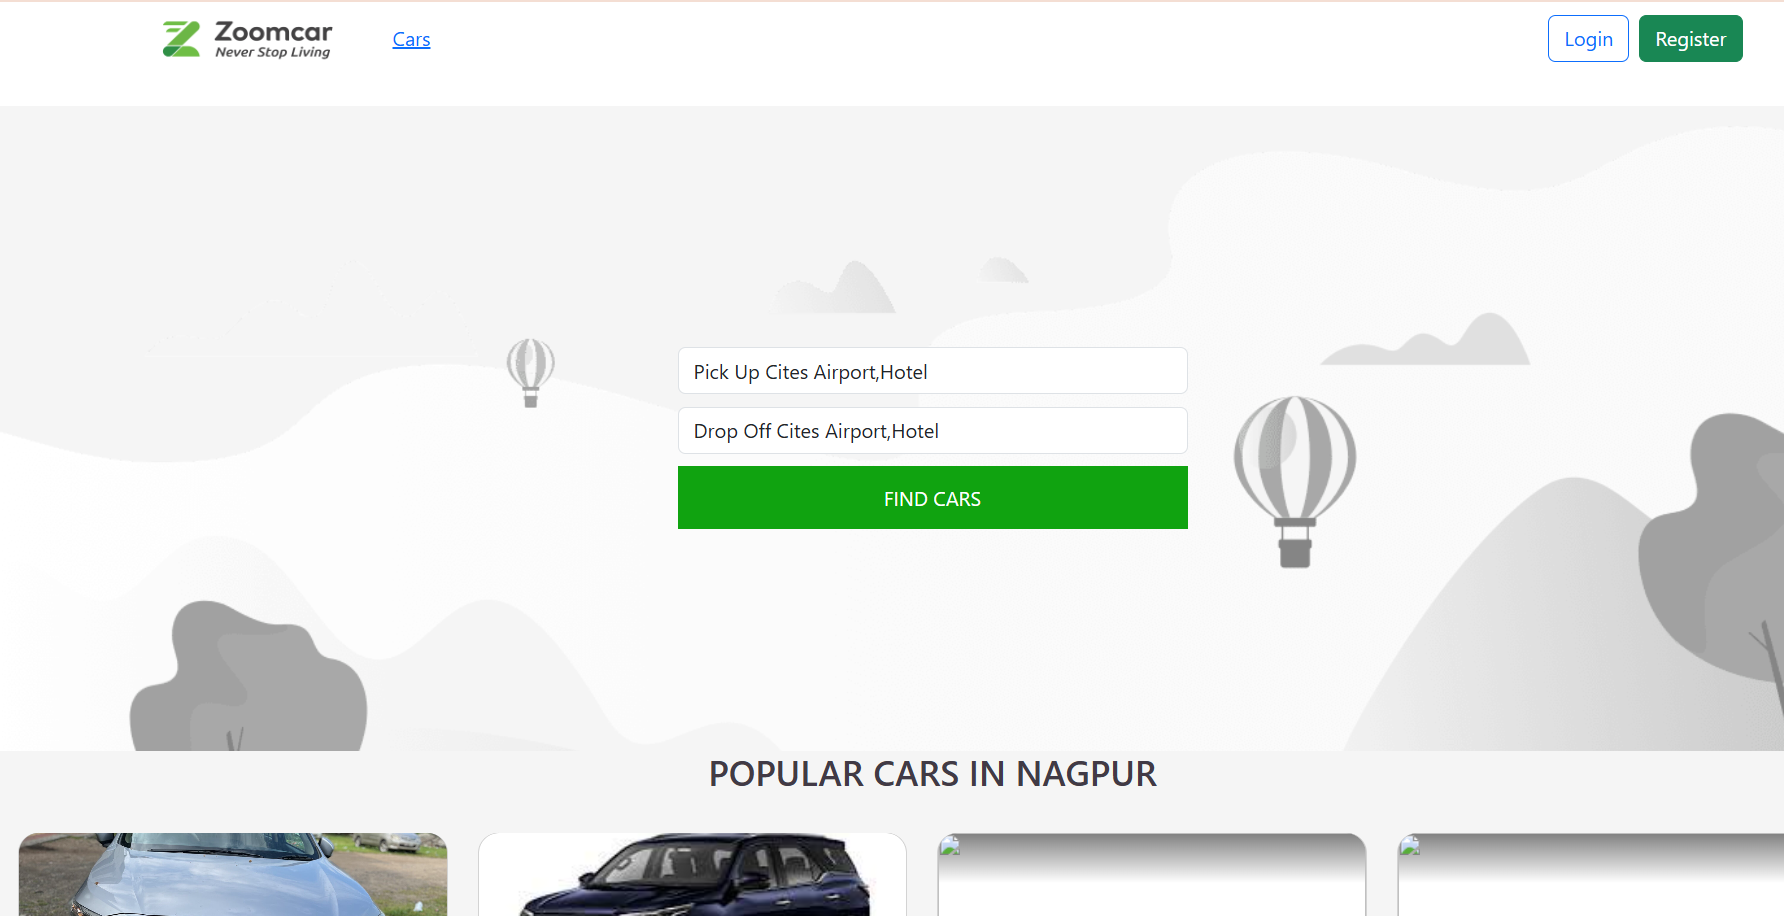 Zoomcar
Never Stop Living
Cars
Login
Register
Pick Up Cites Airport,Hotel
Drop Off Cites Airport,Hotel
FIND CARS
POPULAR CARS IN NAGPUR